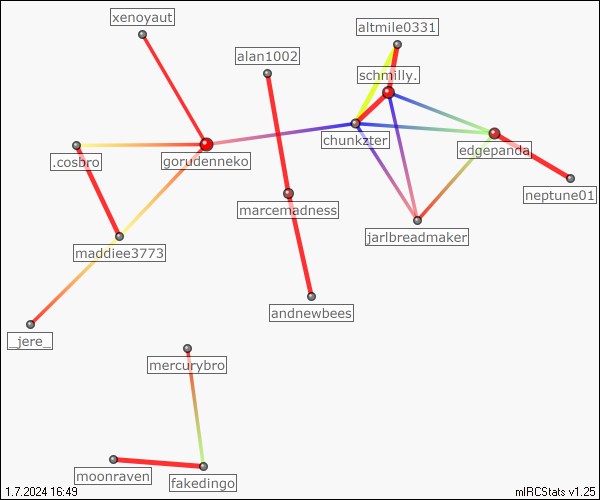 xenoyaut
altmile0331
alan1002
schmilly.
chunkzter
edgepanda
.cosbro
gorudenneko
neptune01
marcemadness
jarlbreadmaker
maddiee3773
andnewbees
_jere_
mercurybro
moonraven
fakedingo
1.7.2024 16:49
mIRCStats v1.25